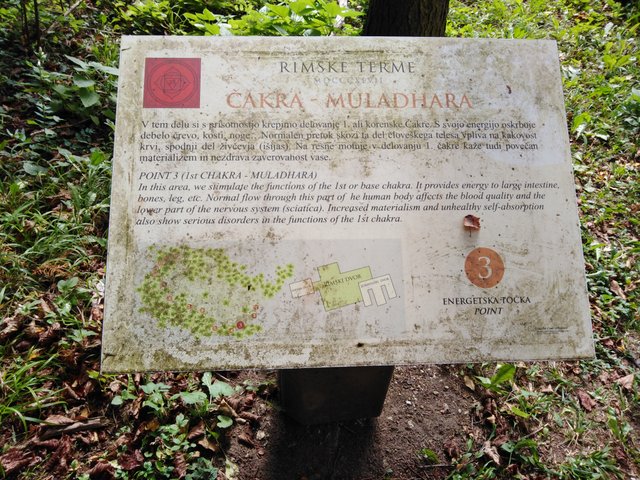 RIMSKE TERME
MDCCCXLVII
ČAKRA - MULADHARA
V tem delu si s prisotnostjo krepimo delovanje 1. ali korenske Čakre. S svojo energijo oskrbuje
debelo črevo, kosti, noge. Normalen pretok skozi ta del človeškega telesa vpliva na kakovost
krvi, spodnji del živčevja (išijas). Na resne motnje v delovanju 1. čakre kaže tudi povečan
materializem in nezdrava zaverovanost vase.
POINT 3 (1st CHAKRA - MULADHARA)
In this area, we stimulate the functions of the 1st or base chakra. It provides energy to large intestine,
bones, leg, etc. Normal flow through this part of he human body affects the blood quality and the
lower part of the nervous system (sciatica). Increased materialism and unhealthy self-absorption
also show serious disorders in the functions of the 1st chakra.
RIMSKI DVOR
3
ENERGETSKA TOČKA
POINT